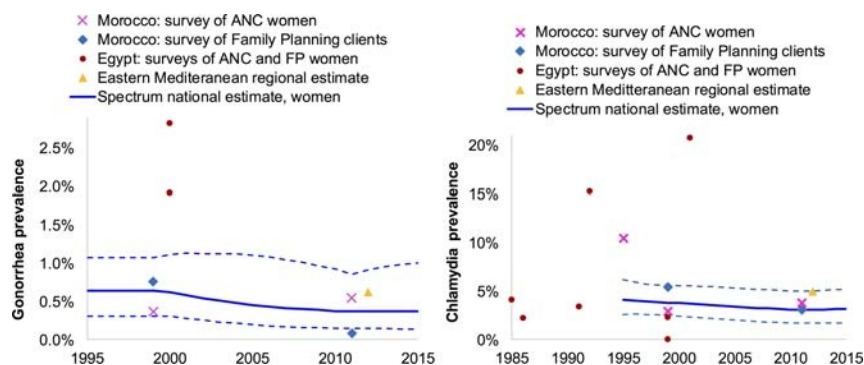 Morocco: survey of ANC women
Morocco: survey of Family Planning clients
Egypt: surveys of ANC and FP women
Eastern Mediteranean regional estimate
Spectrum national estimate, women
Gonorrhea prevalence
2.5%
2.0%
1.5%
1.0%
0.5%
0.0%
1995
2000
2005
2010
2015
Morocco: survey of ANC women
Morocco: survey of Family Planning clients
Egypt: surveys of ANC and FP women
Eastern Meditterranean regional estimate
Spectrum national estimate, women
Chlamydia prevalence
20%
15%
10%
5%
0%
1985
1990
1995
2000
2005
2010
2015